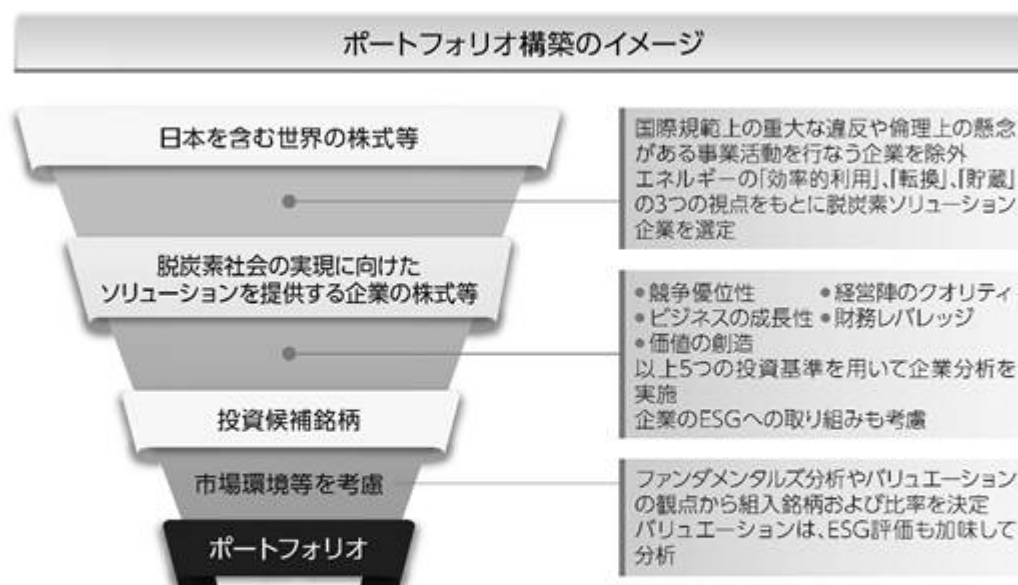 ポートフォリオ構築のイメージ
日本を含む世界の株式等
国際規範上の重大な違反や倫理上の懸念
がある事業活動を行なう企業を除外
エネルギーの｢効率的利用｣、｢転換｣、｢貯蔵｣
の3つの視点をもとに脱炭素ソリューション
企業を選定
脱炭素社会の実現に向けた
ソリューションを提供する企業の株式等
●競争優位性 ●経営陣のクオリティ
●ビジネスの成長性 ●財務レバレッジ
●価値の創造
以上5つの投資基準を用いて企業分析を
実施
企業のESGへの取り組みも考慮
投資候補銘柄
市場環境等を考慮
ファンダメンタルズ分析やバリュエーション
の観点から組入銘柄および比率を決定
バリュエーションは、ESG評価も加味して
分析
ポートフォリオ